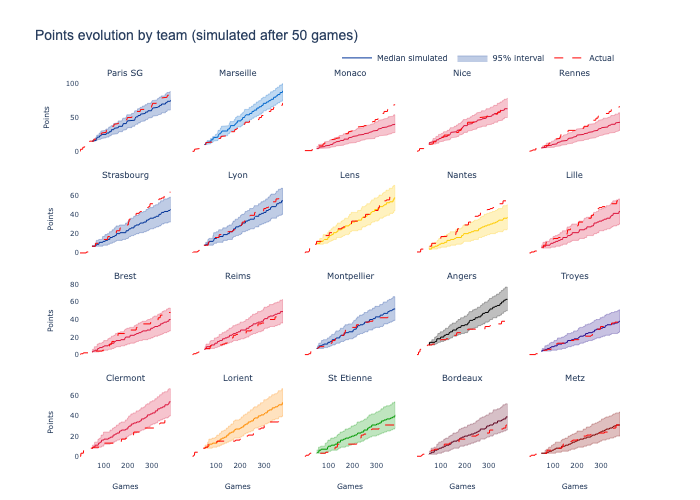 Points evolution by team (simulated after 50 games)
Median simulated 95% interval Actual
Paris SG Marseille Monaco Nice Rennes
100
50
0
Points
Strasbourg Lyon Lens Nantes Lille
60
40
20
0
Points
Brest Reims Montpellier Angers Troyes
80
60
40
20
0
Points
Clermont Lorient St Etienne Bordeaux Metz
60
40
20
0
Points
100 200 300 100 200 300 100 200 300 100 200 300 100 200 300
Games Games Games Games Games